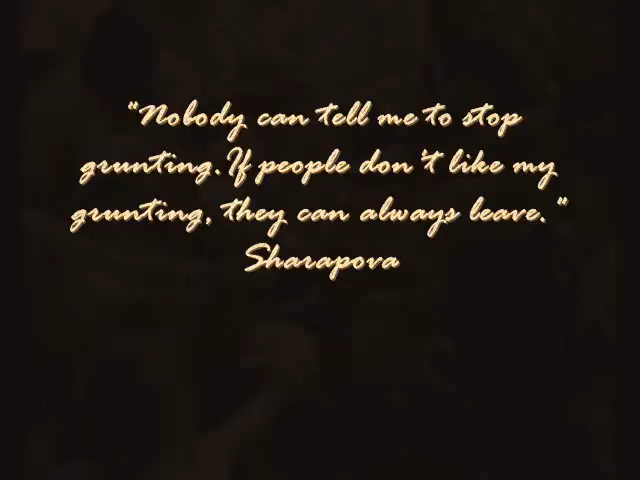 "Nobody can tell me to stop
grunting. If people don't like my
grunting, they can always leave. "
Sharapova